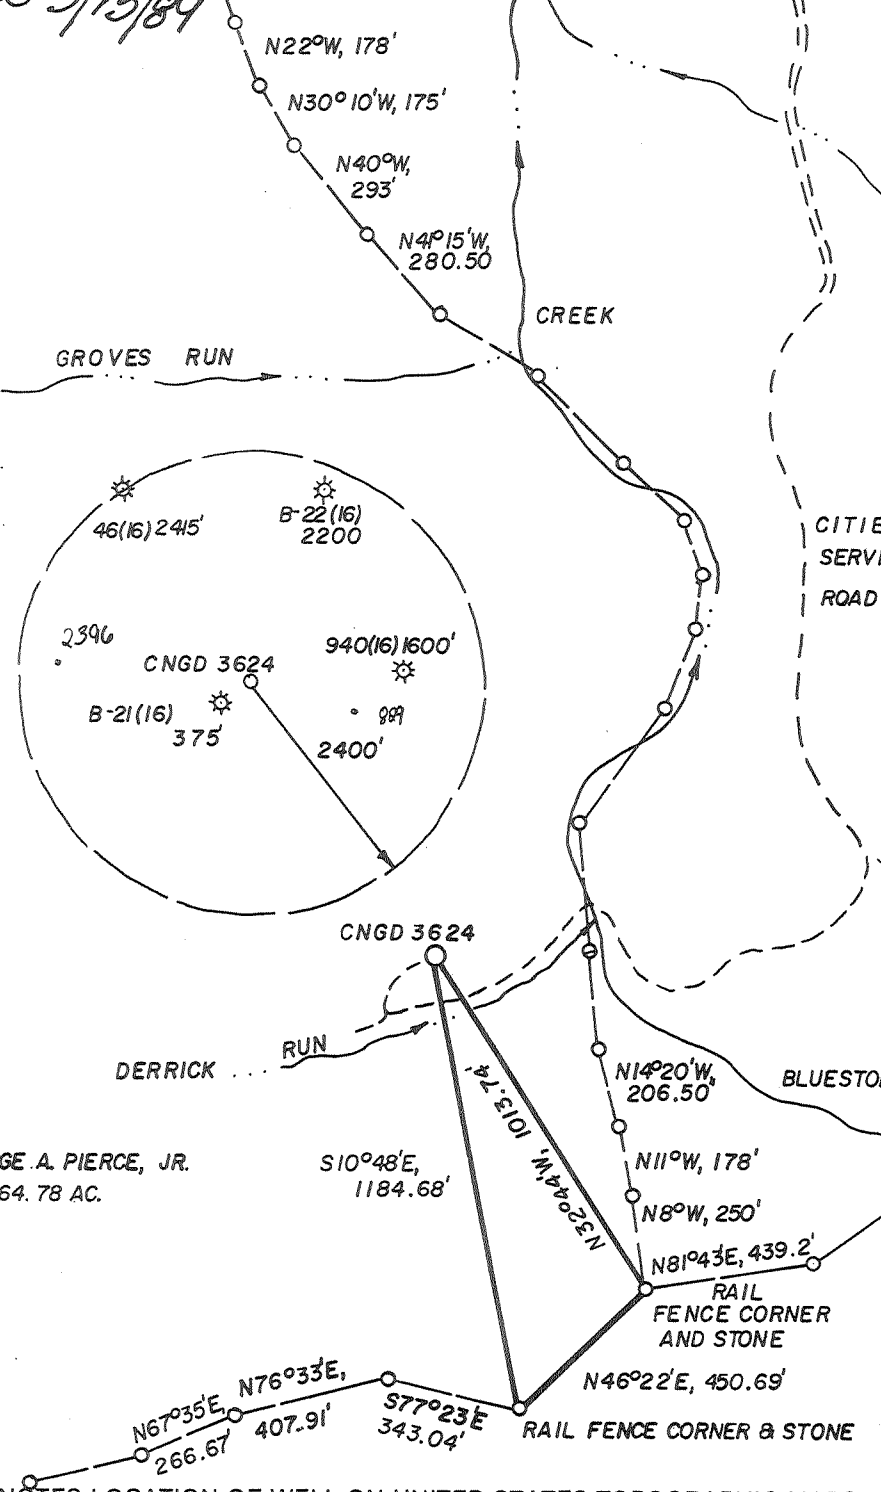 3/15/89
N22°W, 178'
N30°10'W, 175'
N40°W,
293'
N41°15'W,
280.50
CREEK
GROVES RUN
46(16) 2415'
B-22(16)
2200
CITIE
SERVI
ROAD
2396
CNGD 3624
940(16)1600'
B-21(16)
375'
889
2400'
CNGD 3624
DERRICK ... RUN
N14°20'W,
206.50'
BLUESTO
1013.74'
N32°44'W,
GE A. PIERCE, JR.
64.78 AC.
S10°48'E,
1184.68'
N11°W, 178'
N8°W, 250'
N81°43'E, 439.2'
RAIL
FENCE CORNER
AND STONE
N46°22'E, 450.69'
N67°35'E,
266.67'
N76°33'E,
407.91'
S77°23'E
343.04'
RAIL FENCE CORNER & STONE